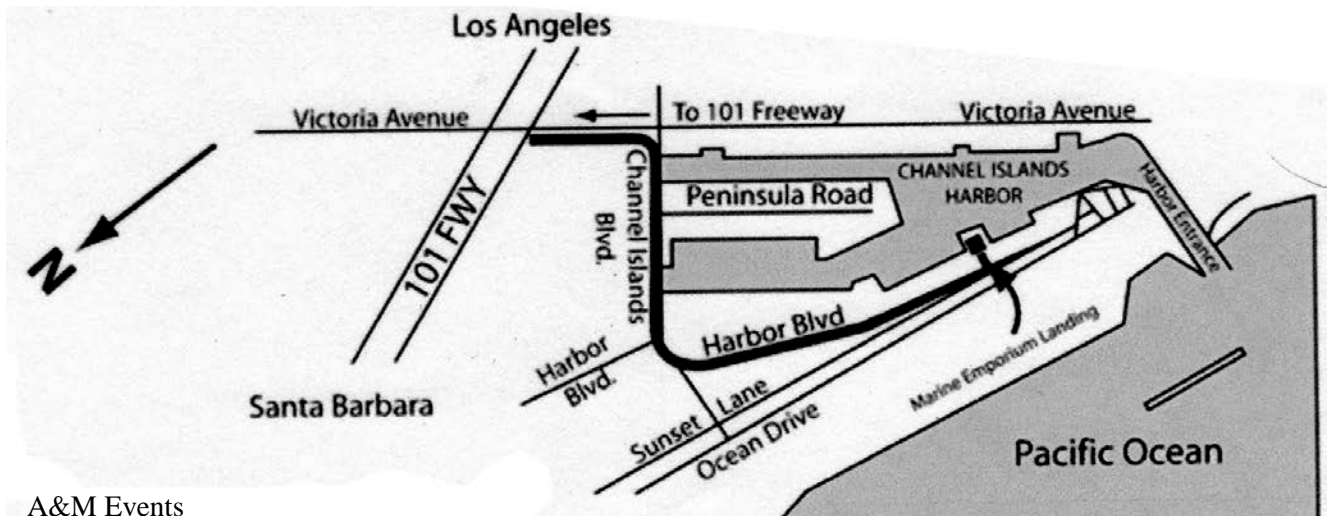 Los Angeles
Victoria Avenue
To 101 Freeway
Victoria Avenue
N
101 FWY
Channel Islands
Blvd.
Peninsula Road
CHANNEL ISLANDS
HARBOR
Harbor Entrance
Harbor Blvd
Harbor
Blvd.
Santa Barbara
Sunset Lane
Ocean Drive
Marine Emporium Landing
Pacific Ocean
A&M Events